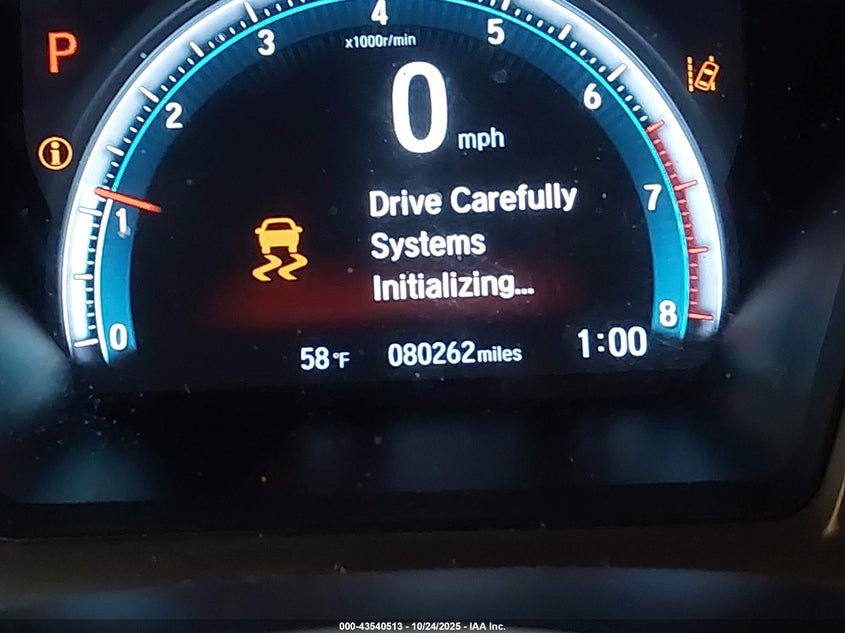 P
4
3
5
x1000r/min
2
6
0 mph
i
Drive Carefully
7
1
Systems
Initializing...
8
0
58°F 080262 miles 1:00
000-43540513 - 10/24/2025 - IAA Inc.